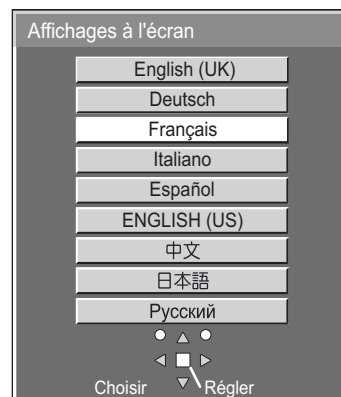 Affichages à l'écran
English (UK)
Deutsch
Français
Italiano
Español
ENGLISH (US)
中文
日本語
Русский
Choisir Régler